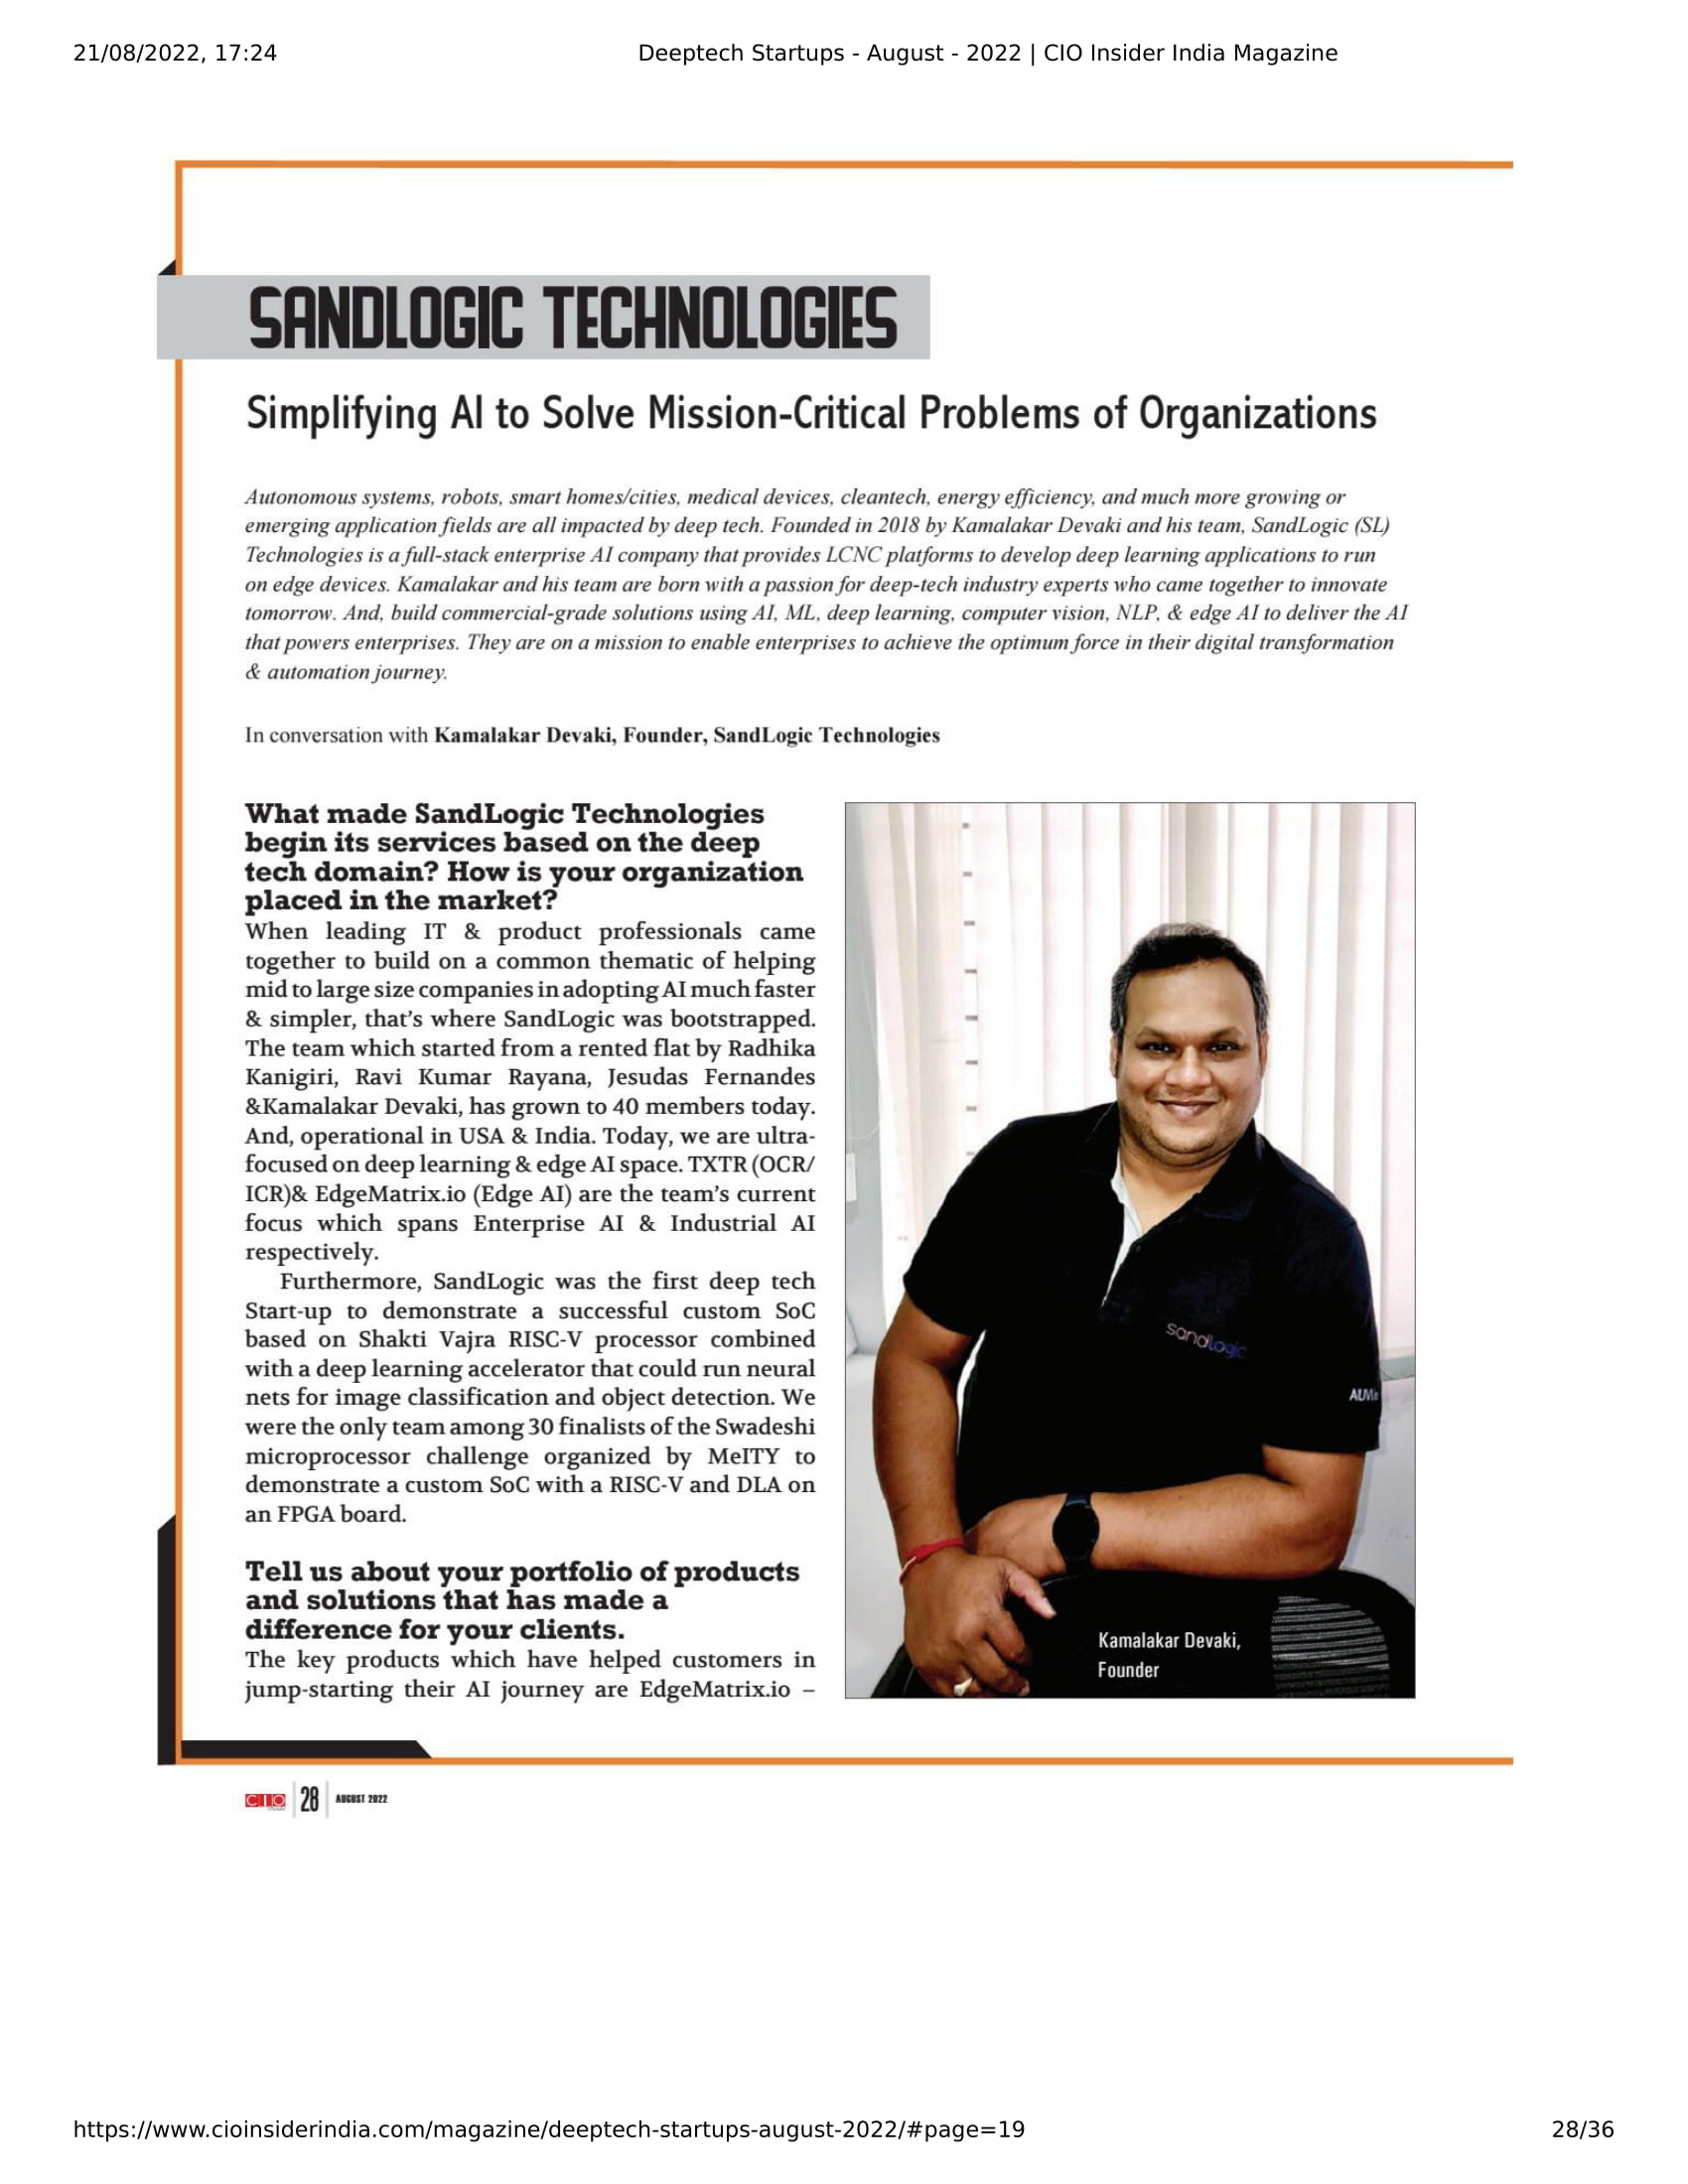 21/08/2022, 17:24
Deeptech Startups - August - 2022 | CIO Insider India Magazine
SANDLOGIC TECHNOLOGIES
Simplifying AI to Solve Mission-Critical Problems of Organizations
Autonomous systems, robots, smart homes/cities, medical devices, cleantech, energy efficiency, and much more growing or
emerging application fields are all impacted by deep tech. Founded in 2018 by Kamalakar Devaki and his team, SandLogic (SL)
Technologies is a full-stack enterprise AI company that provides LCNC platforms to develop deep learning applications to run
on edge devices. Kamalakar and his team are born with a passion for deep-tech industry experts who came together to innovate
tomorrow. And, build commercial-grade solutions using AI, ML, deep learning, computer vision, NLP, & edge AI to deliver the AI
that powers enterprises. They are on a mission to enable enterprises to achieve the optimum force in their digital transformation
& automation journey.
In conversation with Kamalakar Devaki, Founder, SandLogic Technologies
What made SandLogic Technologies
begin its services based on the deep
tech domain? How is your organization
placed in the market?
When leading IT & product professionals came
together to build on a common thematic of helping
mid to large size companies in adopting AI much faster
& simpler, that's where SandLogic was bootstrapped.
The team which started from a rented flat by Radhika
Kanigiri, Ravi Kumar Rayana, Jesudas Fernandes
&Kamalakar Devaki, has grown to 40 members today.
And, operational in USA & India. Today, we are ultra-
focused on deep learning & edge AI space. TXTR (OCR/
ICR)& EdgeMatrix.io (Edge AI) are the team's current
focus which spans Enterprise AI & Industrial AI
respectively.
Furthermore, SandLogic was the first deep tech
Start-up to demonstrate a successful custom SoC
based on Shakti Vajra RISC-V processor combined
with a deep learning accelerator that could run neural
nets for image classification and object detection. We
were the only team among 30 finalists of the Swadeshi
microprocessor challenge organized by MeITY to
demonstrate a custom SoC with a RISC-V and DLA on
an FPGA board.
Tell us about your portfolio of products
and solutions that has made a
difference for your clients.
The key products which have helped customers in
jump-starting their AI journey are EdgeMatrix.io –
sandlogic
Kamalakar Devaki,
Founder
CIO
28
AUGUST 2022
https://www.cioinsiderindia.com/magazine/deeptech-startups-august-2022/#page=19
28/36